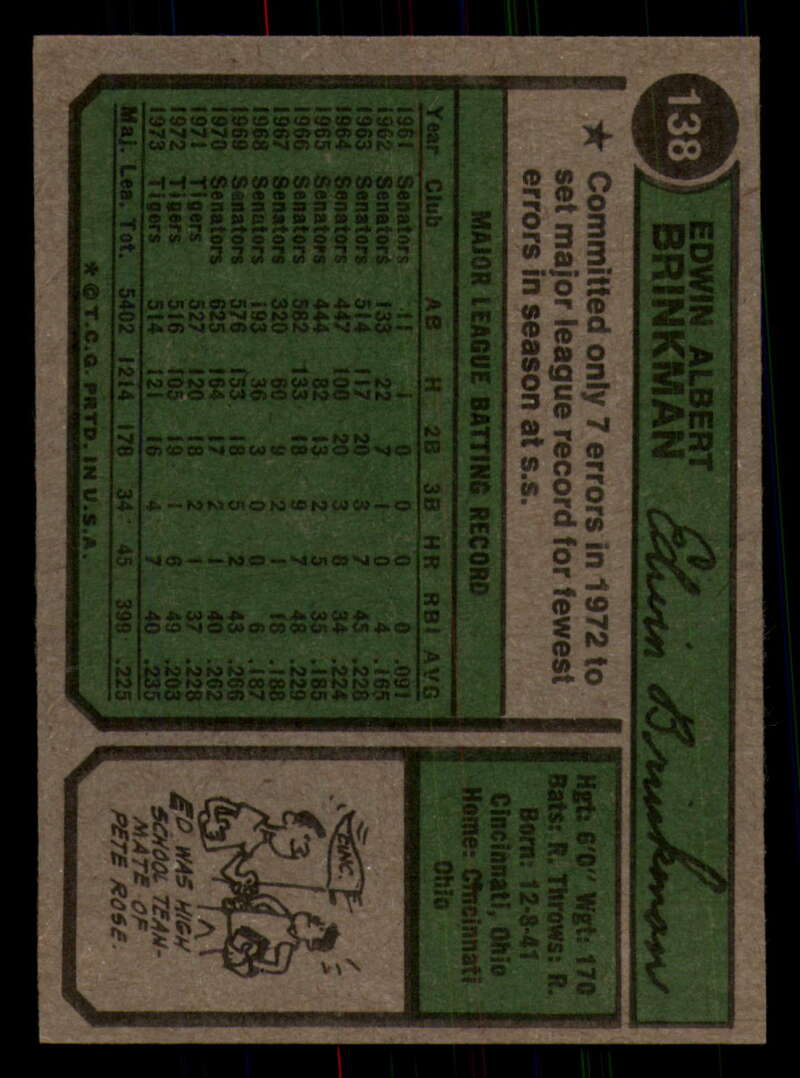 138
EDWIN ALBERT
BRINKMAN
Edwin Brinkman
★ Committed only 7 errors in 1972 to
set major league record for fewest
errors in season at s.s.
Hgt: 6'0" Wgt: 170
Bats: R. Throws: R.
Born: 12-8-41
Cincinnati, Ohio
Home: Cincinnati
Ohio
MAJOR LEAGUE BATTING RECORD
Year Club AB H 2B 3B HR RBI AVG
1961 Senators 11 1 0 0 0 0 .091
1962 Senators 133 22 7 1 0 4 .165
1963 Senators 514 117 20 3 7 45 .228
1964 Senators 447 100 20 3 8 34 .224
1965 Senators 444 82 13 2 5 35 .185
1966 Senators 582 133 18 9 7 48 .229
1967 Senators 320 60 9 2 1 18 .188
1968 Senators 193 36 3 0 0 6 .187
1969 Senators 576 153 18 5 2 43 .266
1970 Senators 625 164 17 2 1 40 .262
1971 Tigers 527 120 18 2 1 37 .228
1972 Tigers 516 105 19 1 6 49 .203
1973 Tigers 514 121 16 4 7 40 .235
Maj. Lea. Tot. 5402 1214 178 34 45 399 .225
* © T.C.G. PRTD. IN U.S.A.
CINC.
ED WAS HIGH
SCHOOL TEAM-
MATE OF
PETE ROSE.